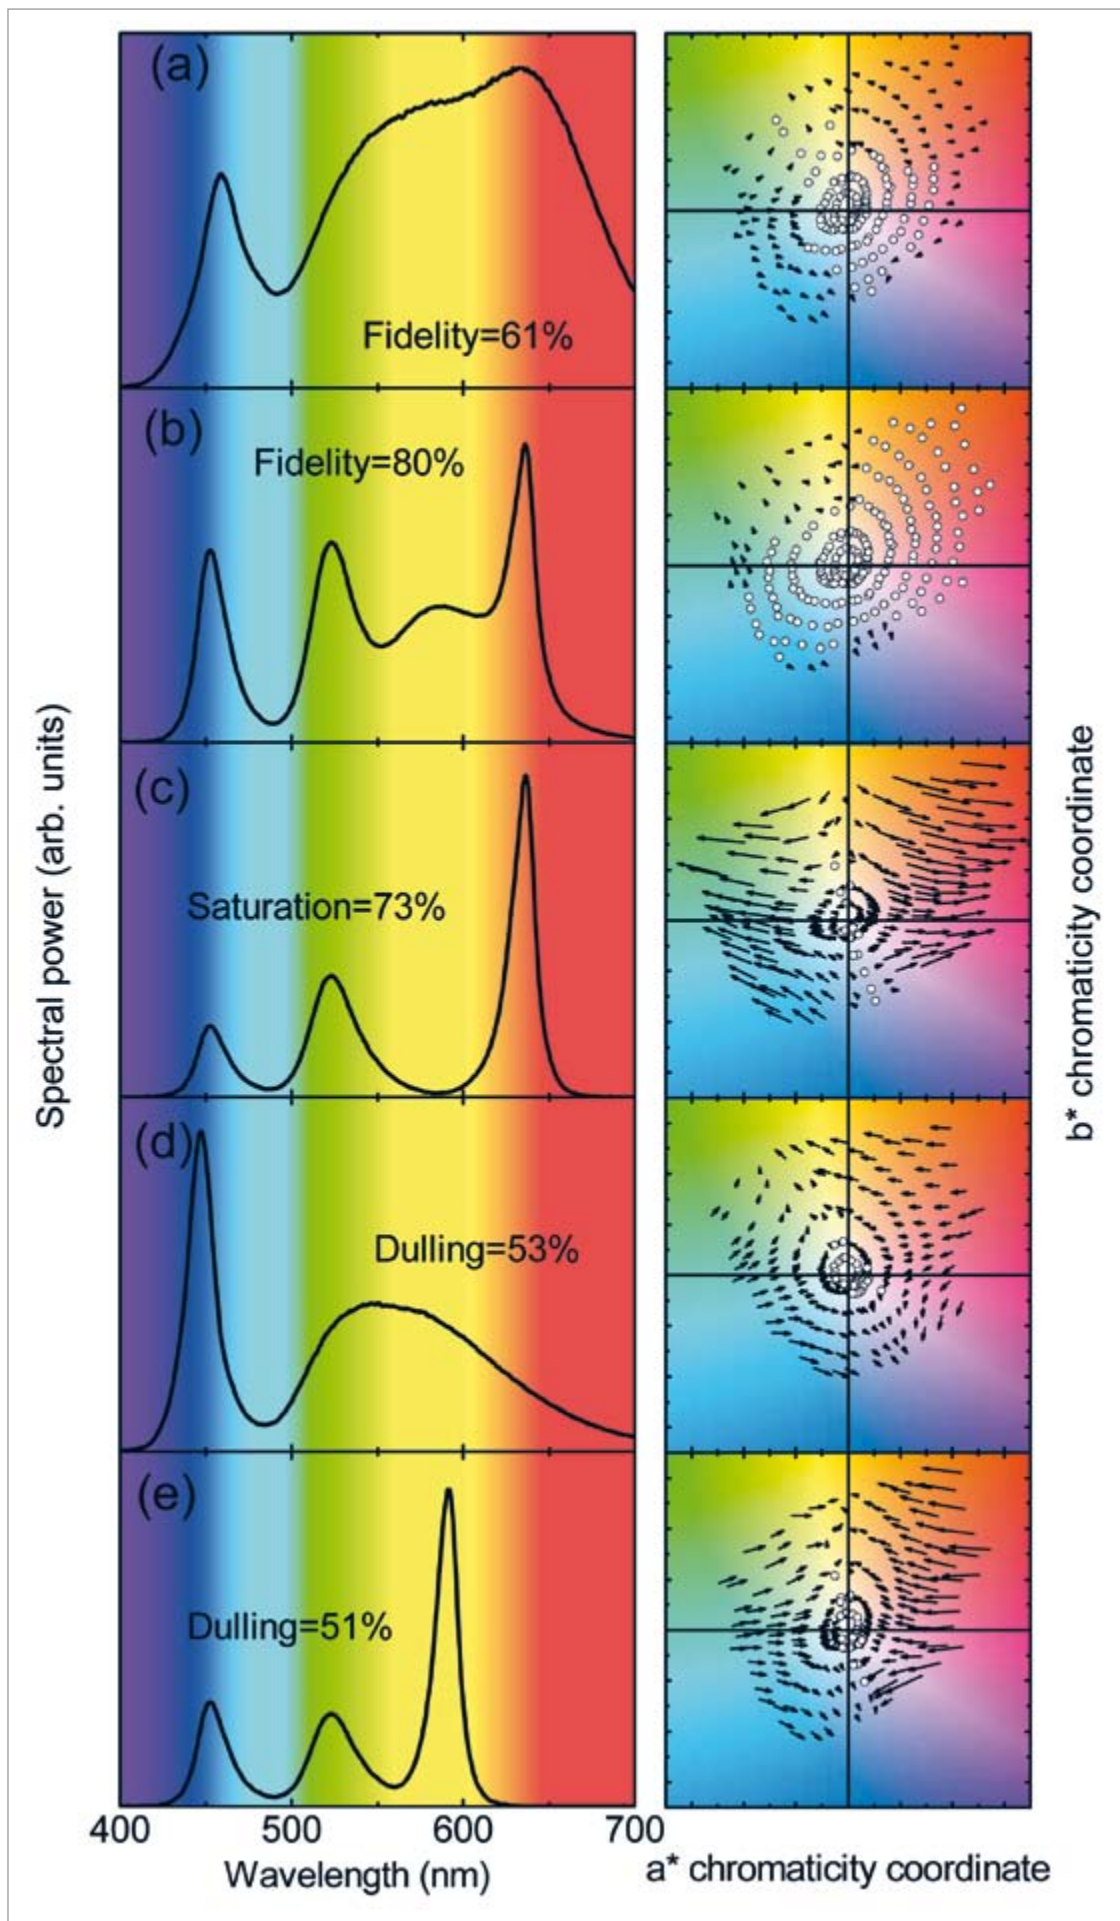 (a)
Fidelity=61%
(b)
Fidelity=80%
(c)
Saturation=73%
(d)
Dulling=53%
(e)
Dulling=51%
Spectral power (arb. units)
b* chromaticity coordinate
400 500 600 700
Wavelength (nm)
a* chromaticity coordinate